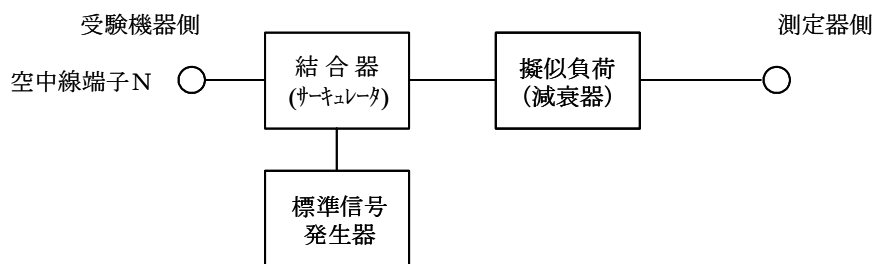 受験機器側
測定器側
空中線端子N
結合器
(サーキュレータ)
擬似負荷
(減衰器)
標準信号
発生器